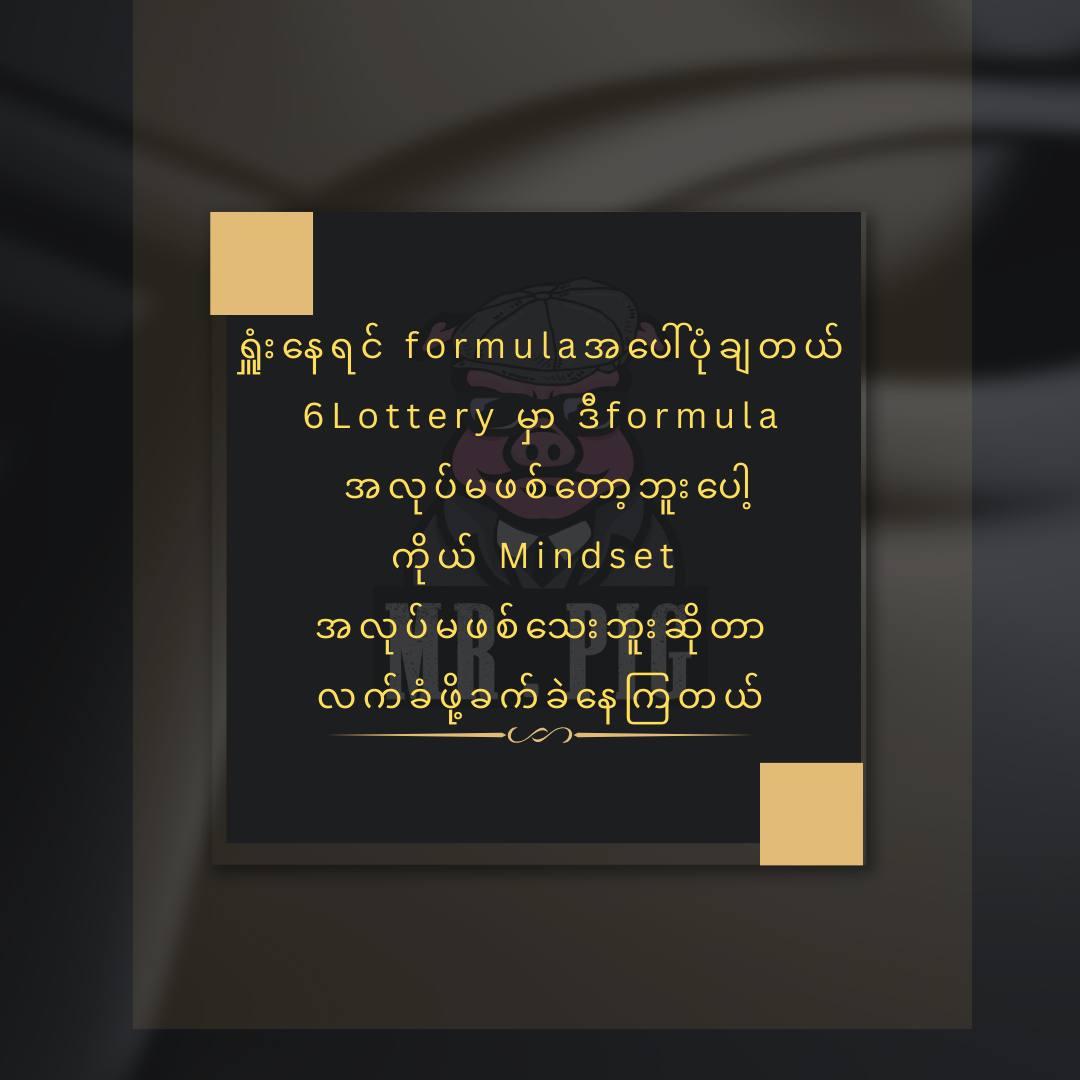 ရှူံးနေရင် formulaအပေါ်ပုံချတယ်
6Lottery မှာ ဒီformula
အလုပ်မဖစ်တော့ဘူးပေါ့
ကိုယ် Mindset
အလုပ်မဖစ်သေးဘူးဆိုတာ
လက်ခံဖို့ခက်ခဲနေကြတယ်
MR_PIG